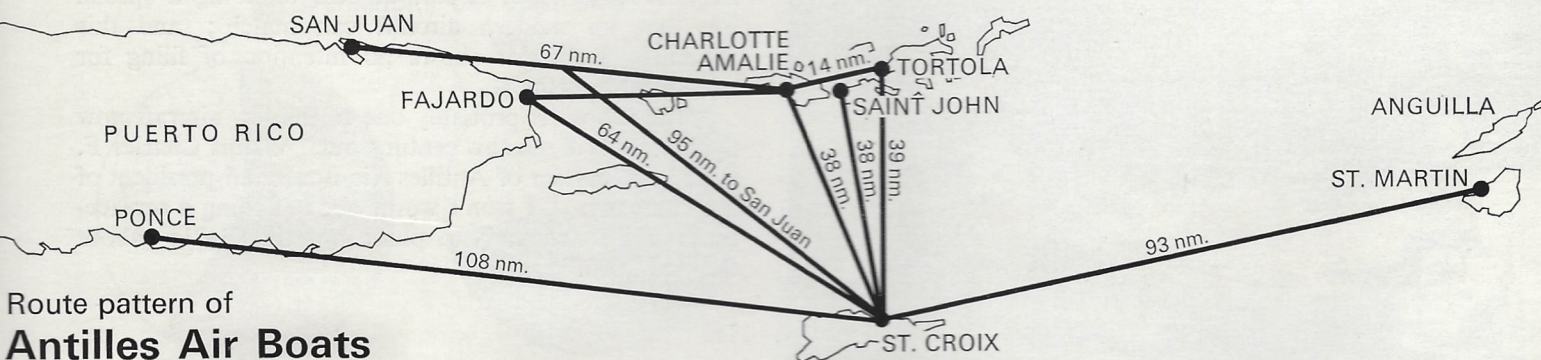 SAN JUAN
67 nm.
CHARLOTTE
AMALIE
14 nm.
TORTOLA
FAJARDO
SAINT JOHN
ANGUILLA
PUERTO RICO
64 nm.
95 nm. to San Juan
38 nm.
38 nm.
39 nm.
ST. MARTIN
PONCE
108 nm.
93 nm.
Route pattern of
Antilles Air Boats
ST. CROIX